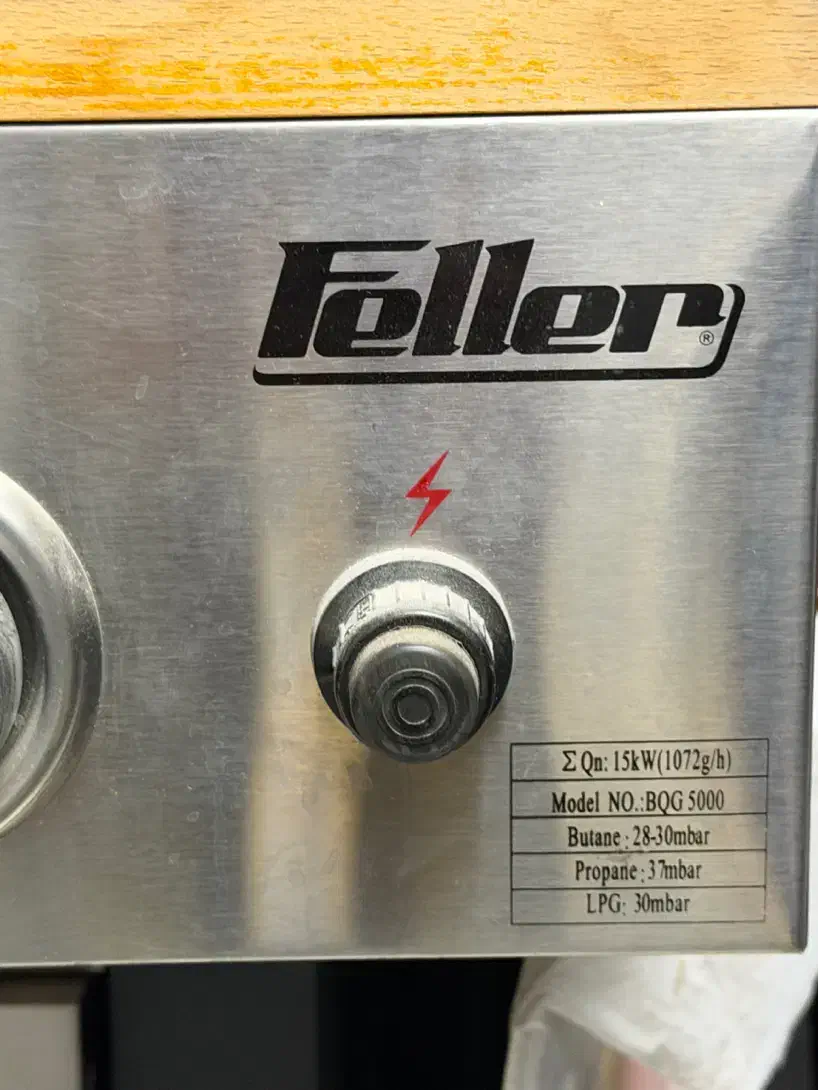 Feller®
Σ Qn: 15kW(1072g/h)
Model NO.:BQG 5000
Butane: 28-30mbar
Propane: 37mbar
LPG: 30mbar